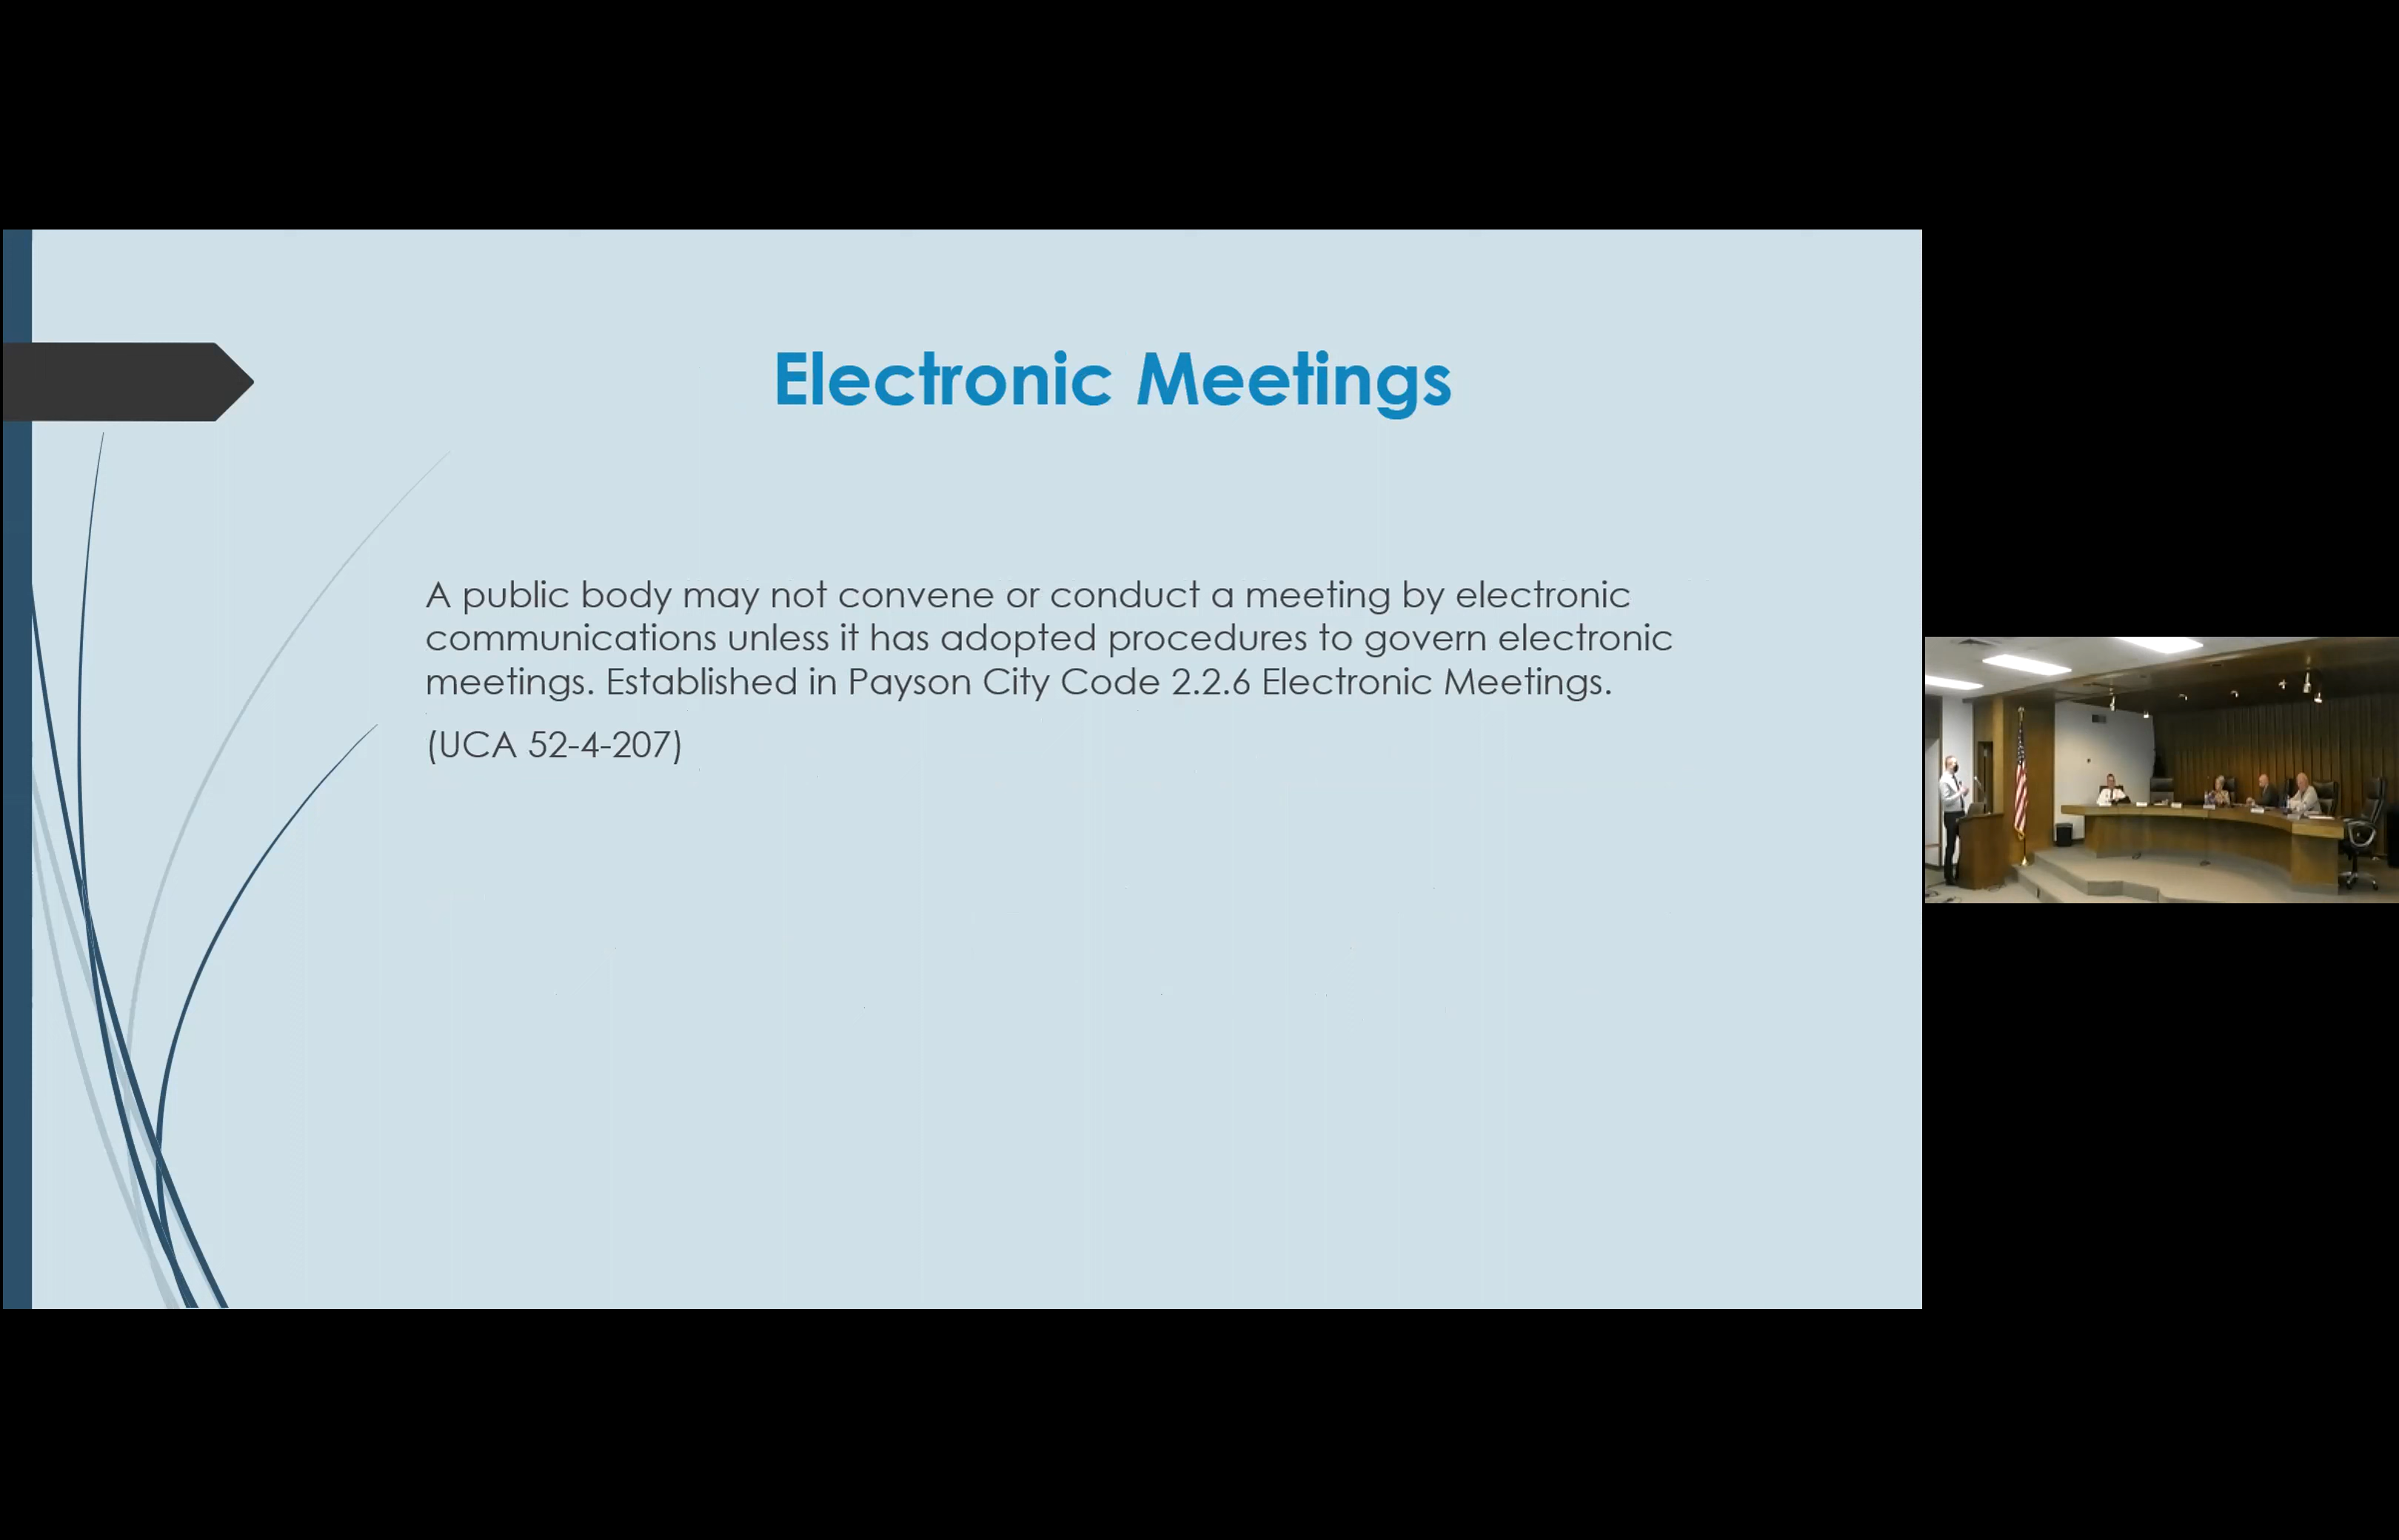 Electronic Meetings
A public body may not convene or conduct a meeting by electronic
communications unless it has adopted procedures to govern electronic
meetings. Established in Payson City Code 2.2.6 Electronic Meetings.
(UCA 52-4-207)